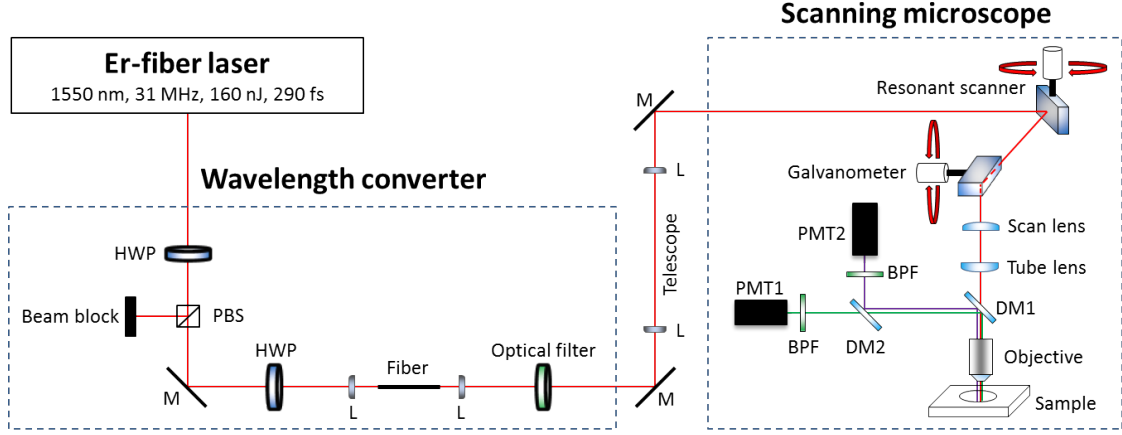 Scanning microscope
Er-fiber laser
1550 nm, 31 MHz, 160 nJ, 290 fs
Resonant scanner
M
Galvanometer
L
Wavelength converter
Scan lens
PMT2
HWP
Telescope
BPF
Tube lens
PMT1
Beam block
PBS
DM1
L
HWP
Fiber
Optical filter
BPF
DM2
Objective
M
L
L
M
Sample